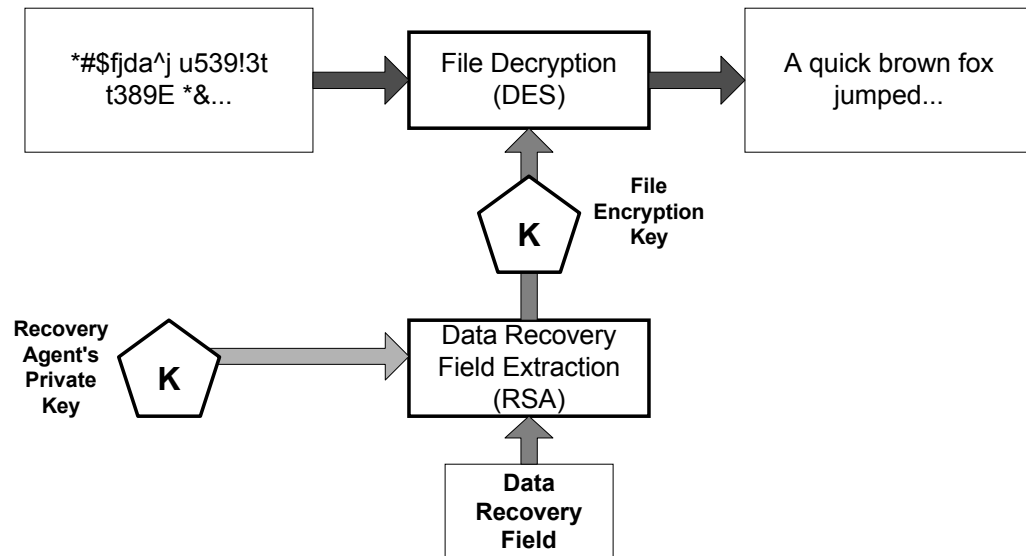 *#$fjda^j u539!3t
t389E *&...
File Decryption
(DES)
A quick brown fox
jumped...
K
File
Encryption
Key
Recovery
Agent's
Private
Key
K
Data Recovery
Field Extraction
(RSA)
Data
Recovery
Field